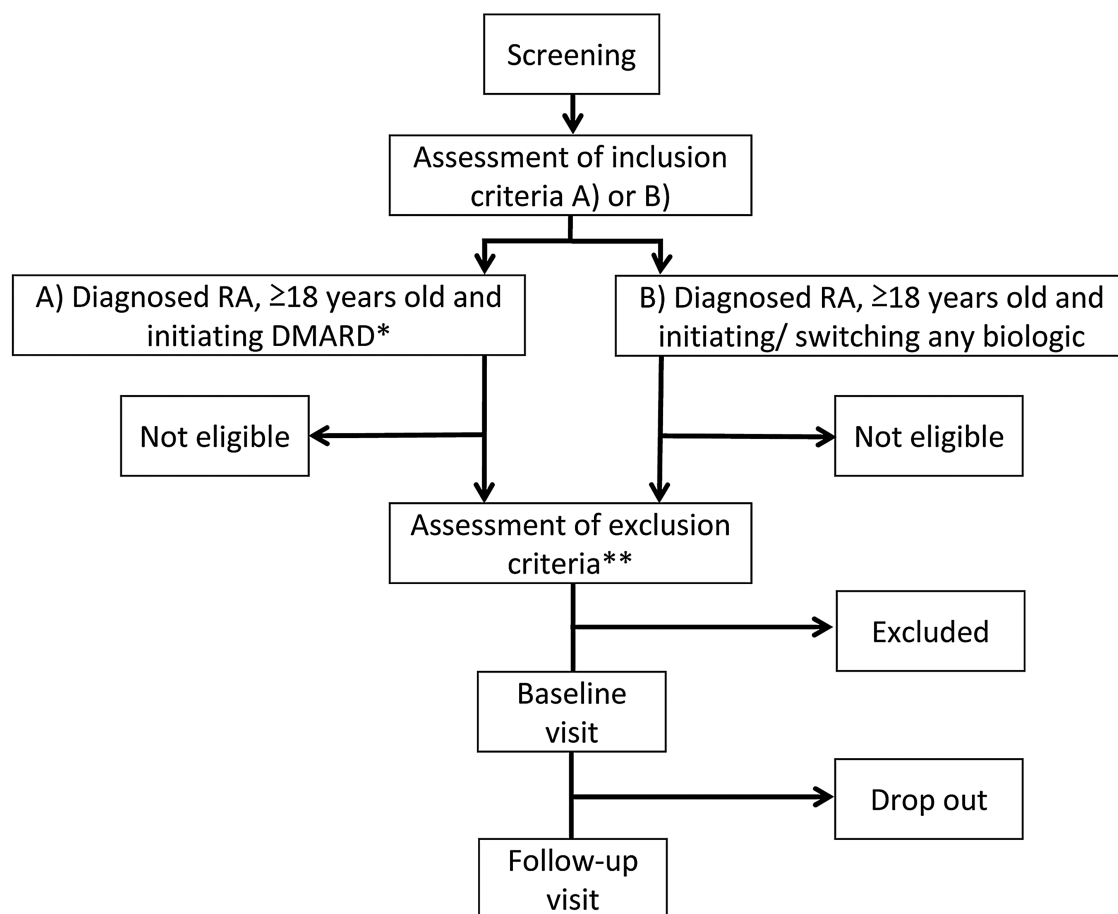 Screening
Assessment of inclusion
criteria A) or B)
A) Diagnosed RA, ≥18 years old and
initiating DMARD*
B) Diagnosed RA, ≥18 years old and
initiating/ switching any biologic
Not eligible
Not eligible
Assessment of exclusion
criteria**
Excluded
Baseline
visit
Drop out
Follow-up
visit